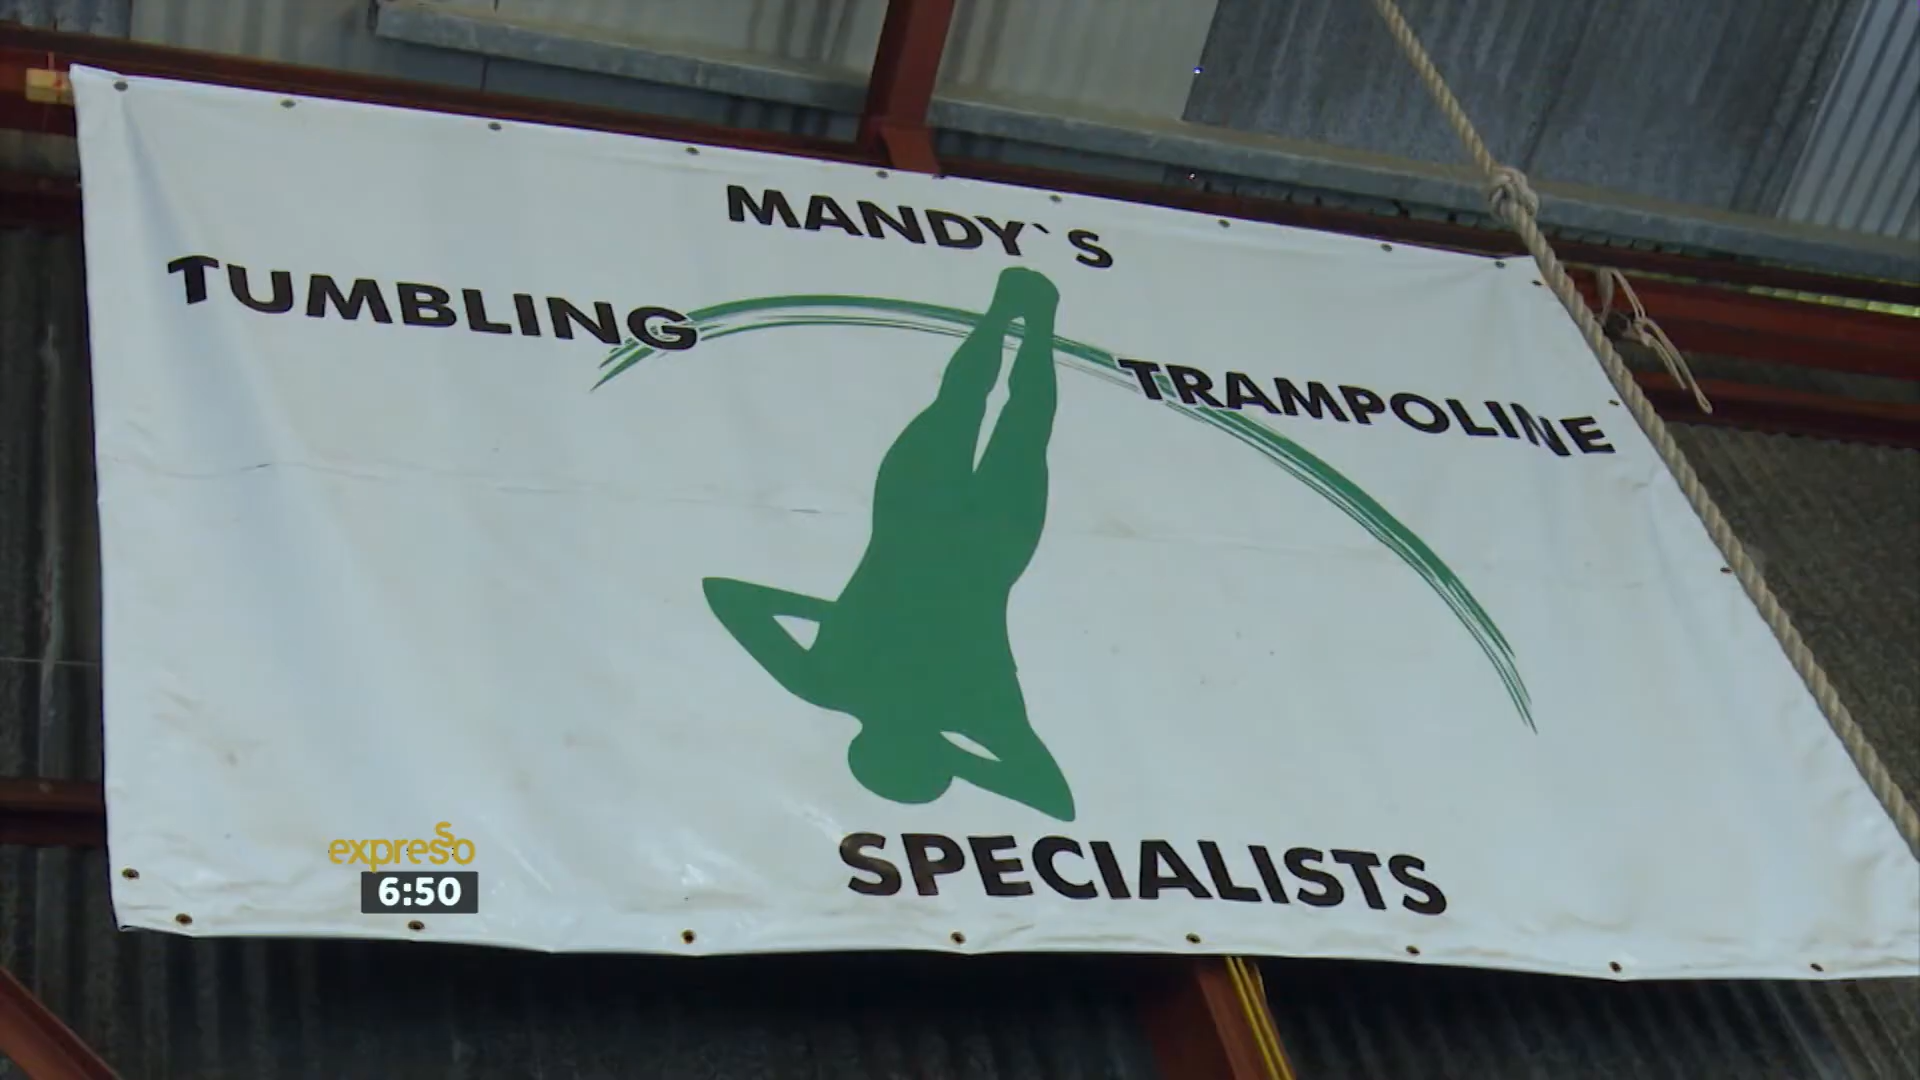 MANDY`S
TUMBLING
TRAMPOLINE
SPECIALISTS
expresso
6:50